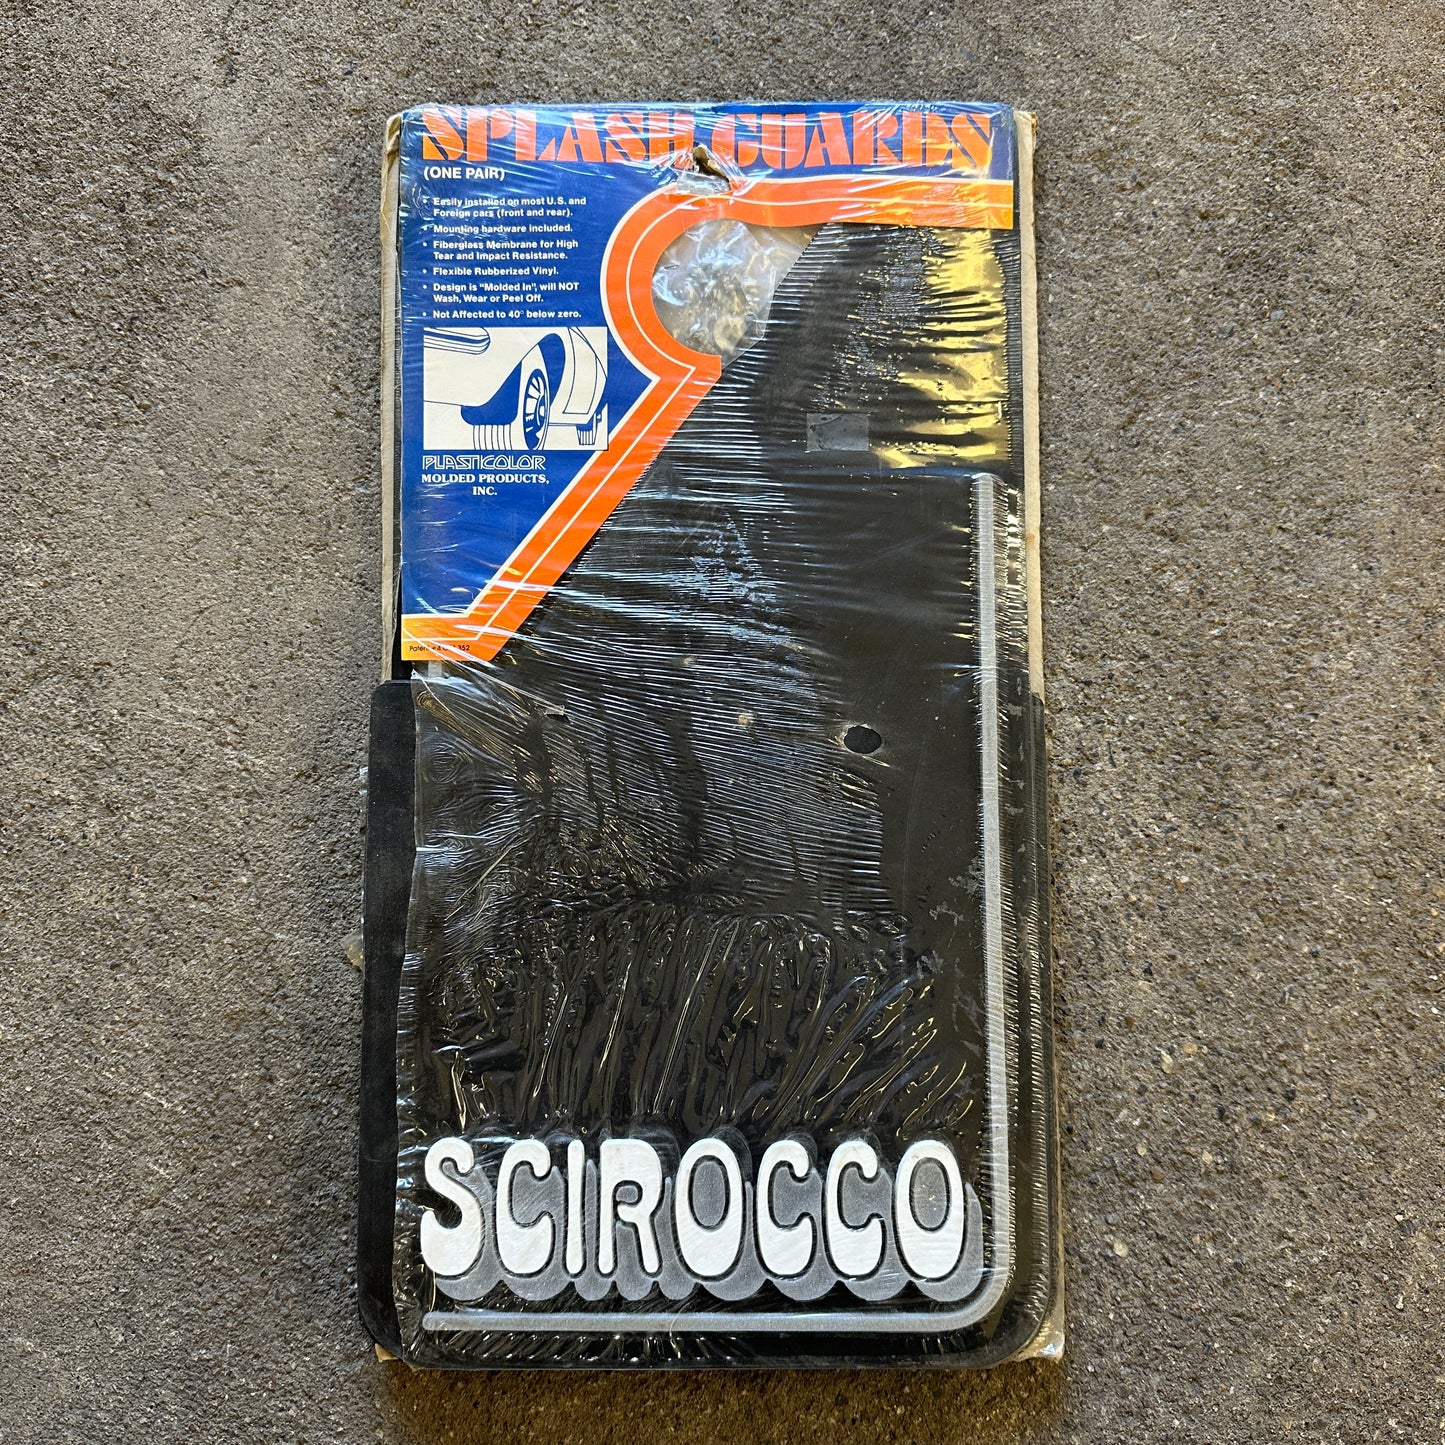 SPLASH GUARDS
(ONE PAIR)
• Easily installed on most U.S. and
Foreign cars (front and rear).
• Mounting hardware included.
• Fiberglass Membrane for High
Tear and Impact Resistance.
• Flexible Rubberized Vinyl.
• Design is "Molded In", will NOT
Wash, Wear or Peel Off.
• Not Affected to 40° below zero.
PLASTICOLOR
MOLDED PRODUCTS,
INC.
SCIROCCO